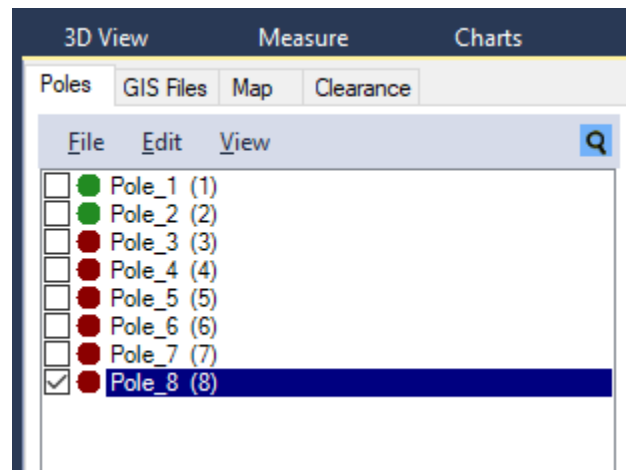 3D View Measure Charts
Poles GIS Files Map Clearance
File Edit View
Pole_1 (1)
Pole_2 (2)
Pole_3 (3)
Pole_4 (4)
Pole_5 (5)
Pole_6 (6)
Pole_7 (7)
Pole_8 (8)